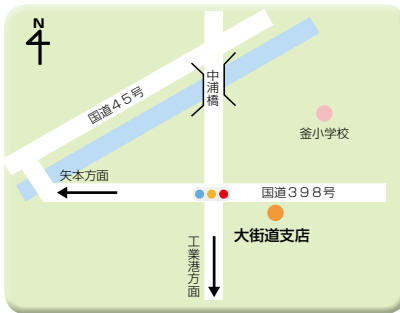 N
国道45号
中浦橋
釜小学校
矢本方面
国道398号
大街道支店
工業港方面